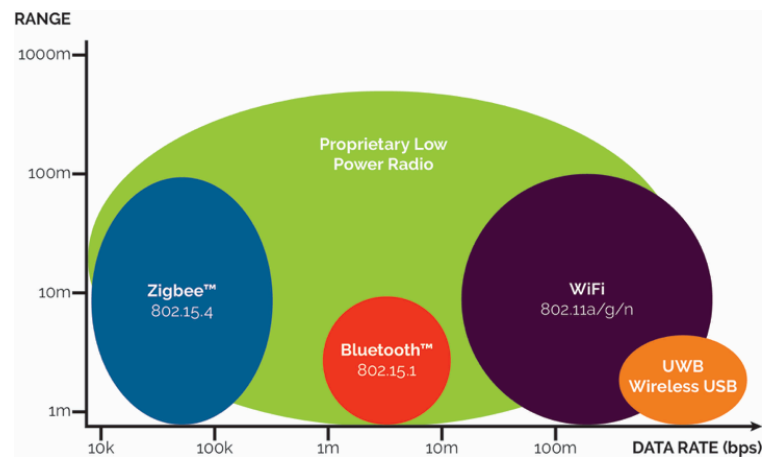 RANGE
1000m
100m
10m
1m
Proprietary Low
Power Radio
Zigbee™
802.15.4
Bluetooth™
802.15.1
WiFi
802.11a/g/n
UWB
Wireless USB
10k 100k 1m 10m 100m DATA RATE (bps)